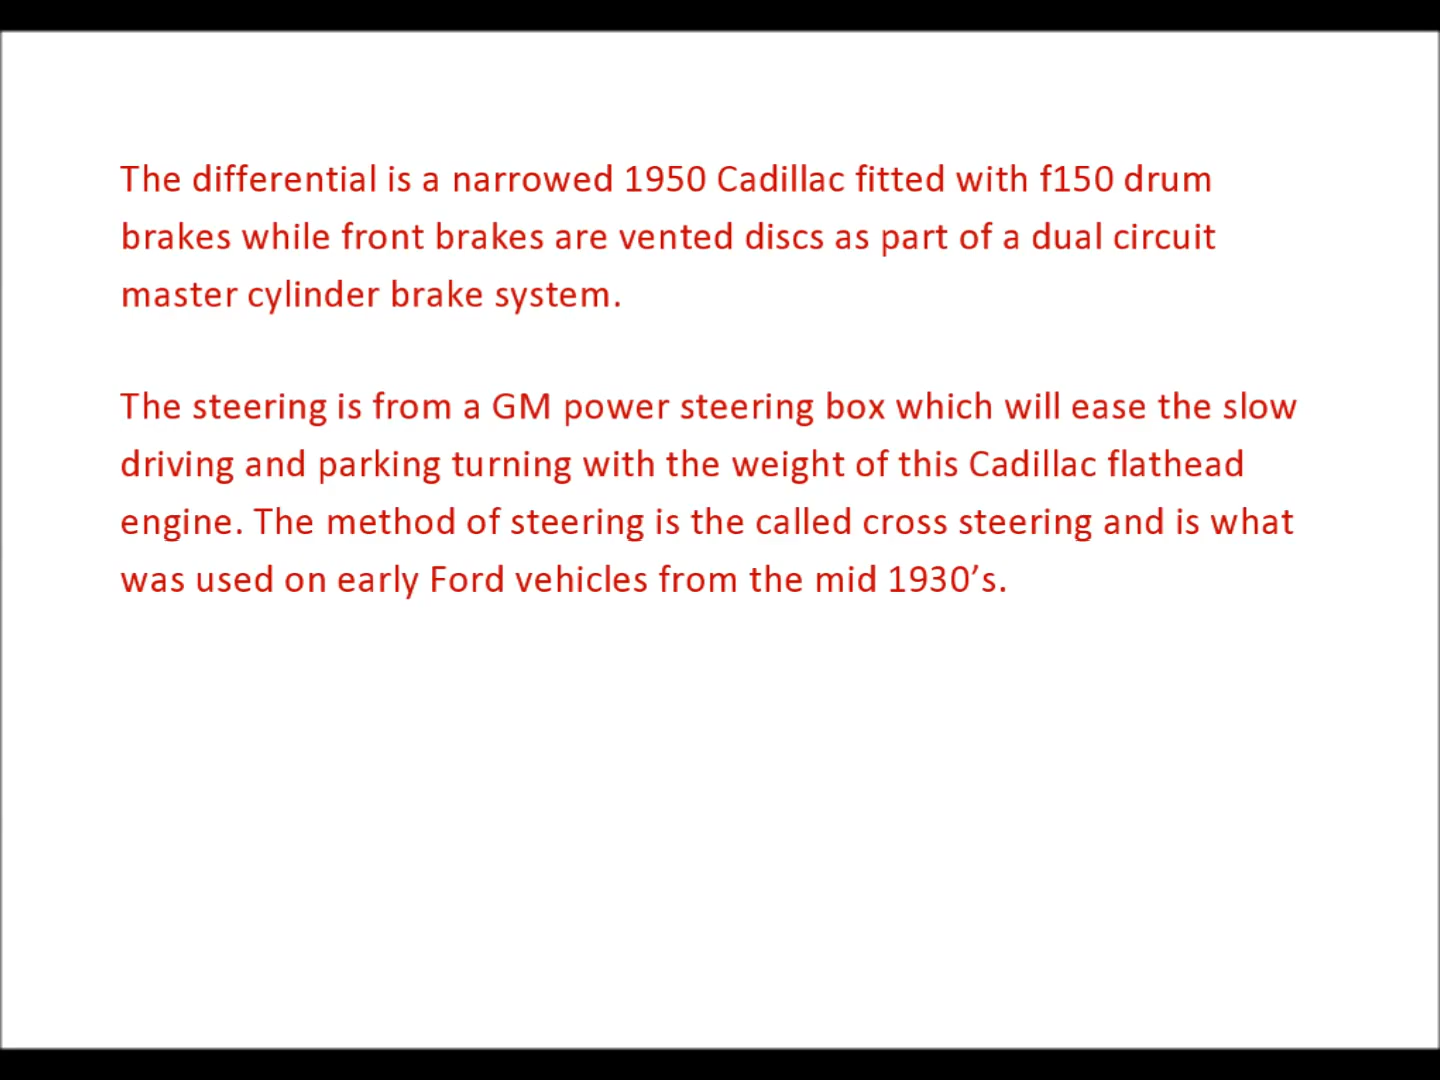 The differential is a narrowed 1950 Cadillac fitted with f150 drum
brakes while front brakes are vented discs as part of a dual circuit
master cylinder brake system.
The steering is from a GM power steering box which will ease the slow
driving and parking turning with the weight of this Cadillac flathead
engine. The method of steering is the called cross steering and is what
was used on early Ford vehicles from the mid 1930’s.